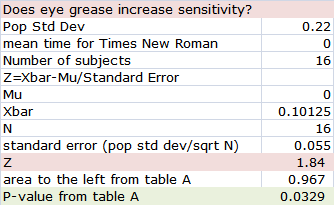 Does eye grease increase sensitivity?
Pop Std Dev 0.22
mean time for Times New Roman 0
Number of subjects 16
Z=Xbar-Mu/Standard Error
Mu 0
Xbar 0.10125
N 16
standard error (pop std dev/sqrt N) 0.055
Z 1.84
area to the left from table A 0.967
P-value from table A 0.0329